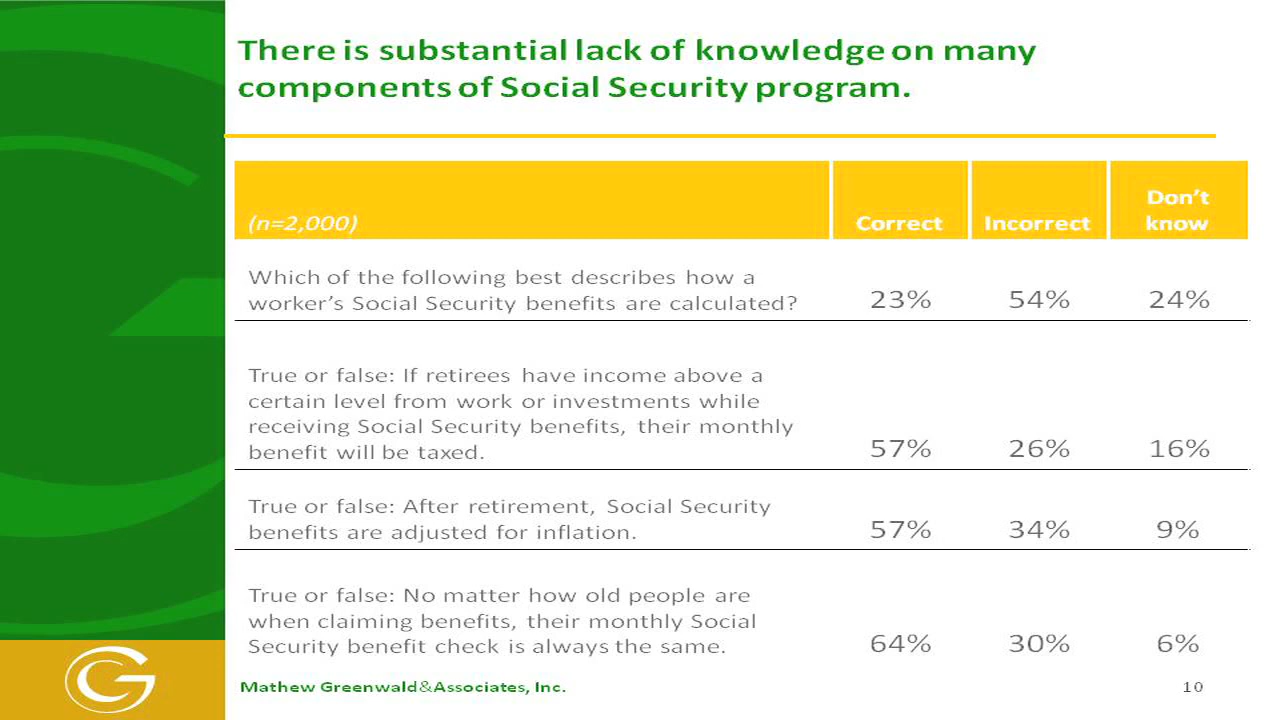 There is substantial lack of knowledge on many
components of Social Security program.
(n=2,000)
Correct
Incorrect
Don’t
know
Which of the following best describes how a
worker’s Social Security benefits are calculated?
23%
54%
24%
True or false: If retirees have income above a
certain level from work or investments while
receiving Social Security benefits, their monthly
benefit will be taxed.
57%
26%
16%
True or false: After retirement, Social Security
benefits are adjusted for inflation.
57%
34%
9%
True or false: No matter how old people are
when claiming benefits, their monthly Social
Security benefit check is always the same.
64%
30%
6%
Mathew Greenwald&Associates, Inc.
10